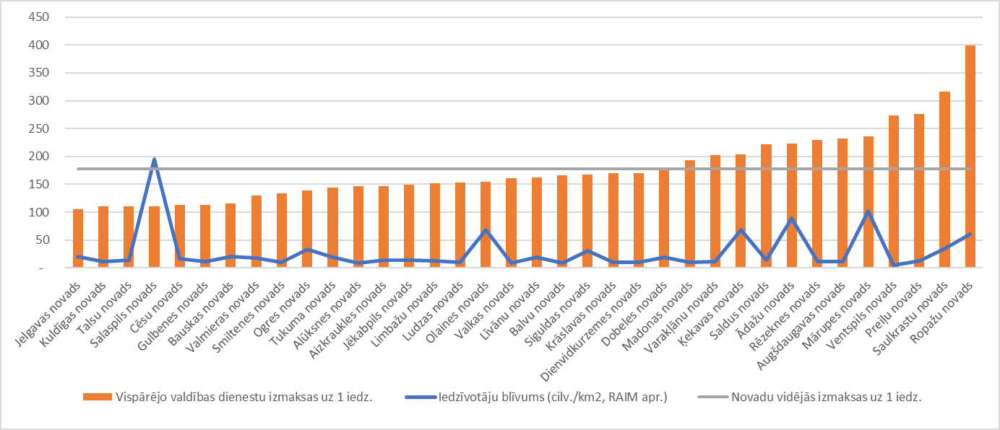 450
400
350
300
250
200
150
100
50
-
Jelgavas novads
Kuldīgas novads
Talsu novads
Salaspils novads
Cēsu novads
Gulbenes novads
Bauskas novads
Valmieras novads
Smiltenes novads
Ogres novads
Tukuma novads
Alūksnes novads
Aizkraukles novads
Jēkabpils novads
Limbažu novads
Ludzas novads
Olaines novads
Valkas novads
Līvānu novads
Balvu novads
Siguldas novads
Krāslavas novads
Dienvidkurzemes novads
Dobeles novads
Madonas novads
Varakļānu novads
Ķekavas novads
Saldus novads
Ādažu novads
Rēzeknes novads
Augšdaugavas novads
Mārupes novads
Ventspils novads
Preiļu novads
Saulkrastu novads
Ropažu novads
Vispārējo valdības dienestu izmaksas uz 1 iedz.
Iedzīvotāju blīvums (cilv./km2, RAIM apr.)
Novadu vidējās izmaksas uz 1 iedz.